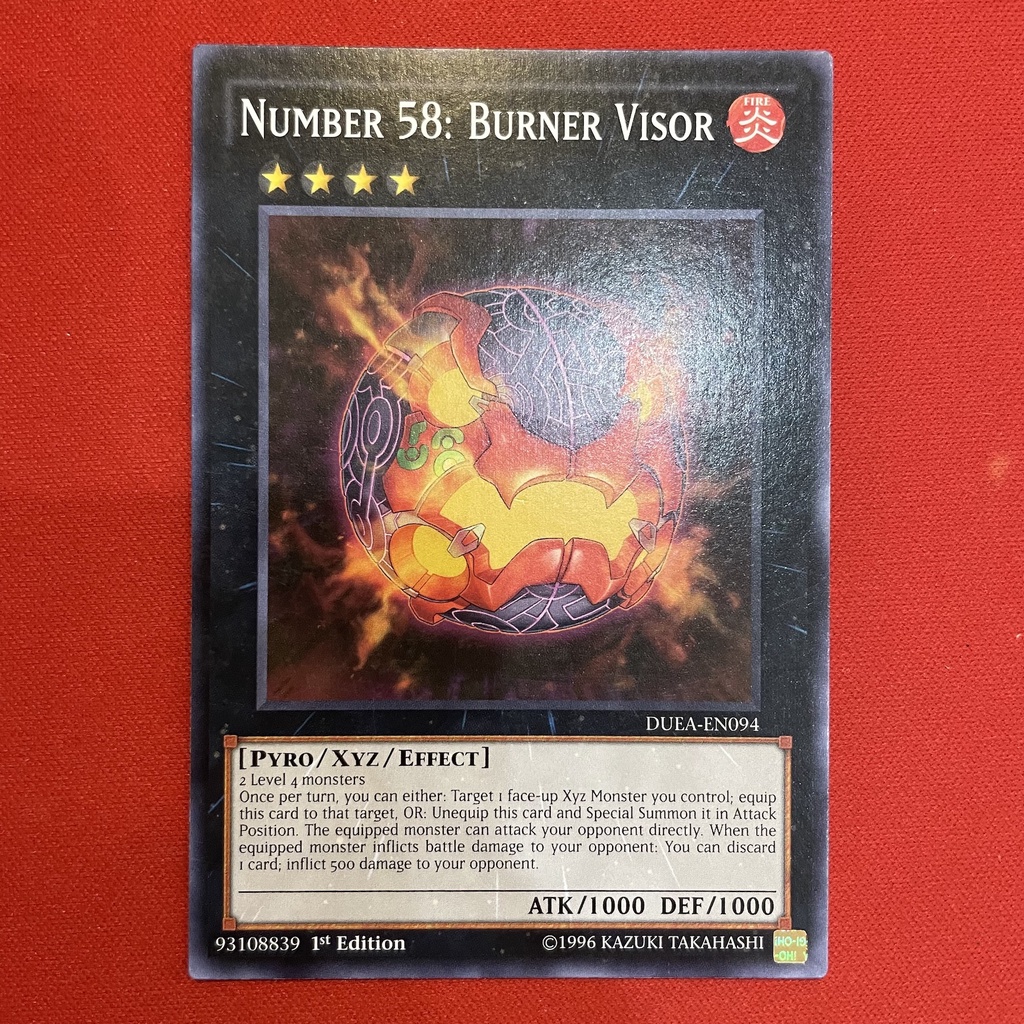 NUMBER 58: BURNER VISOR
FIRE
炎
58
DUEA-EN094
[PYRO/XYZ/EFFECT]
2 Level 4 monsters
Once per turn, you can either: Target 1 face-up Xyz Monster you control; equip
this card to that target, OR: Unequip this card and Special Summon it in Attack
Position. The equipped monster can attack your opponent directly. When the
equipped monster inflicts battle damage to your opponent: You can discard
1 card; inflict 500 damage to your opponent.
ATK/1000 DEF/1000
93108839 1st Edition ©1996 KAZUKI TAKAHASHI